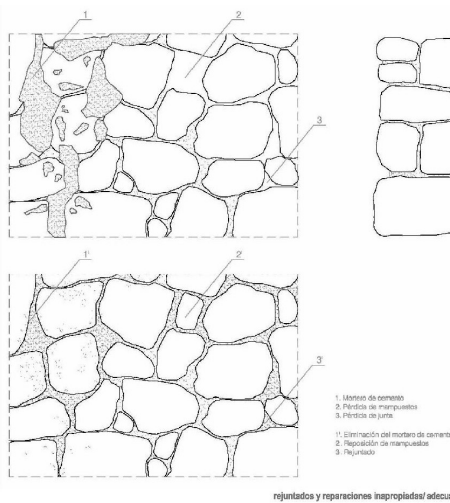 1
2
3
1'
2'
3'
1. Mortero de cemento
2. Pérdida de mampuestos
3. Pérdida de junta
1'. Eliminación del mortero de cemento
2. Reposición de mampuestos
3. Rejuntado
rejuntados y reparaciones inapropiadas/